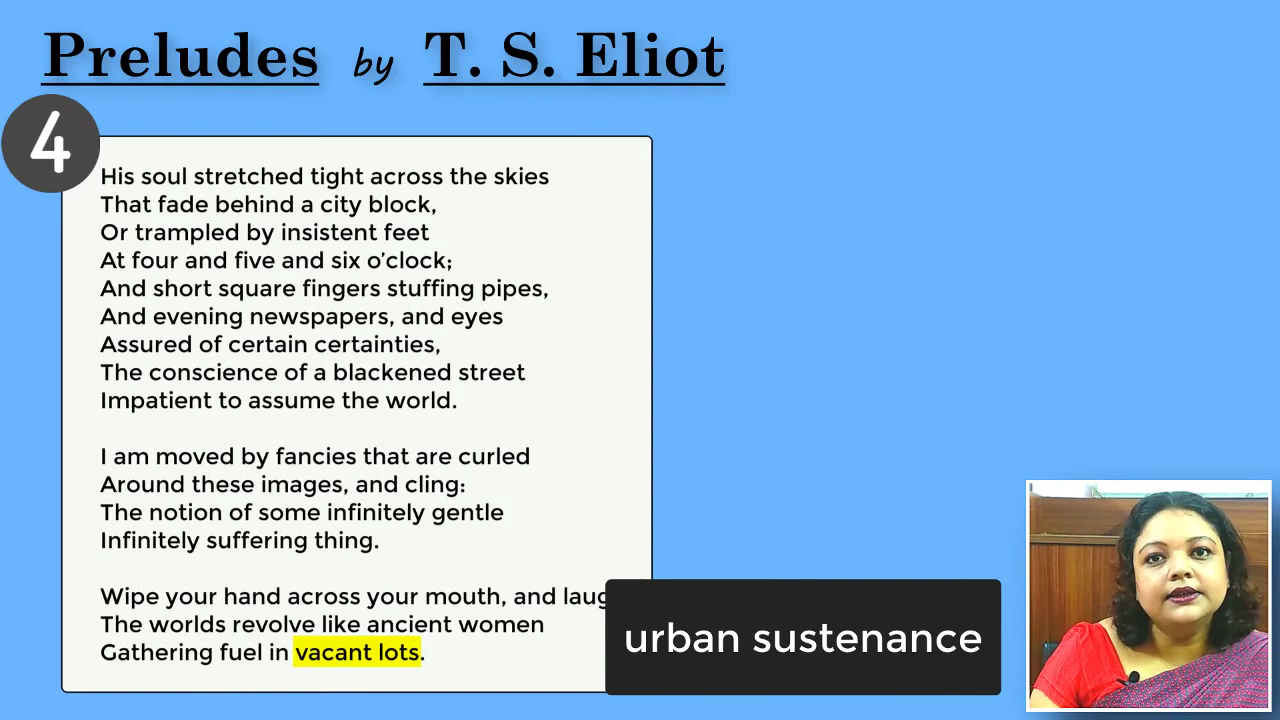 Preludes by T. S. Eliot
4
His soul stretched tight across the skies
That fade behind a city block,
Or trampled by insistent feet
At four and five and six o’clock;
And short square fingers stuffing pipes,
And evening newspapers, and eyes
Assured of certain certainties,
The conscience of a blackened street
Impatient to assume the world.
I am moved by fancies that are curled
Around these images, and cling:
The notion of some infinitely gentle
Infinitely suffering thing.
Wipe your hand across your mouth, and
The worlds revolve like ancient women
Gathering fuel in vacant lots.
urban sustenance